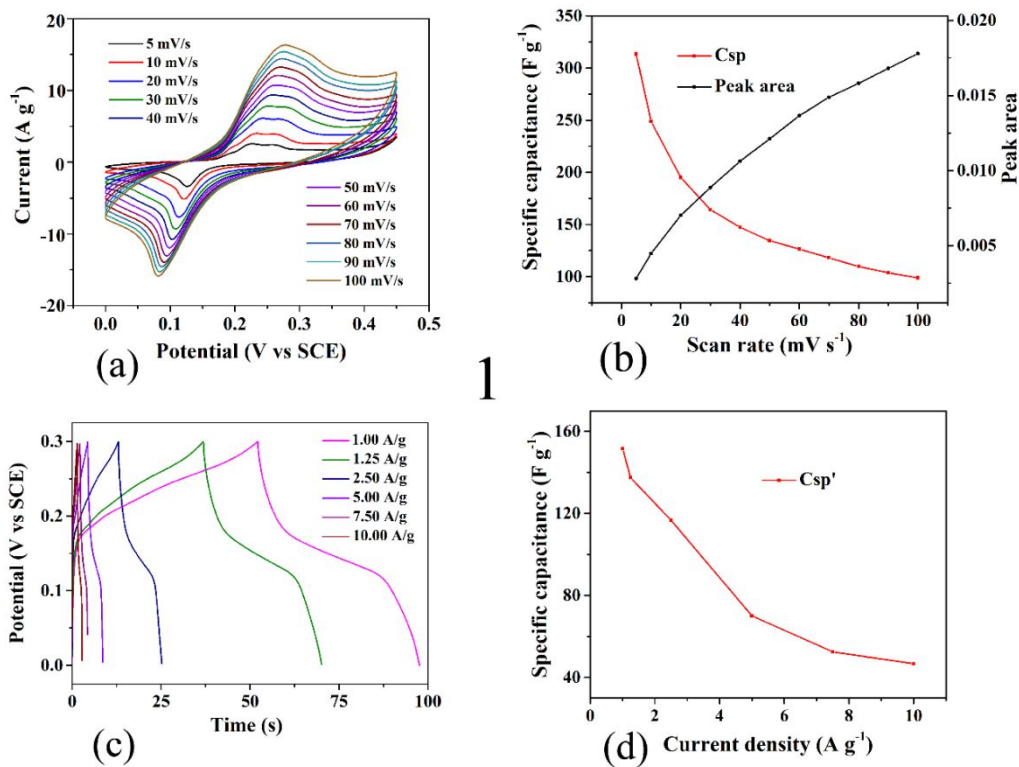 20
10
0
-10
-20
5 mV/s
10 mV/s
20 mV/s
30 mV/s
40 mV/s
50 mV/s
60 mV/s
70 mV/s
80 mV/s
90 mV/s
100 mV/s
0.0 0.1 0.2 0.3 0.4 0.5
Current (A g⁻¹)
Potential (V vs SCE)
(a)
350
300
250
200
150
100
Csp
Peak area
0.020
0.015
0.010
0.005
0 20 40 60 80 100
Specific capacitance (F g⁻¹)
Peak area
Scan rate (mV s⁻¹)
(b)
1
0.3
0.2
0.1
0.0
1.00 A/g
1.25 A/g
2.50 A/g
5.00 A/g
7.50 A/g
10.00 A/g
0 25 50 75 100
Potential (V vs SCE)
Time (s)
(c)
160
120
80
40
Csp'
0 2 4 6 8 10
Specific capacitance (F g⁻¹)
Current density (A g⁻¹)
(d)